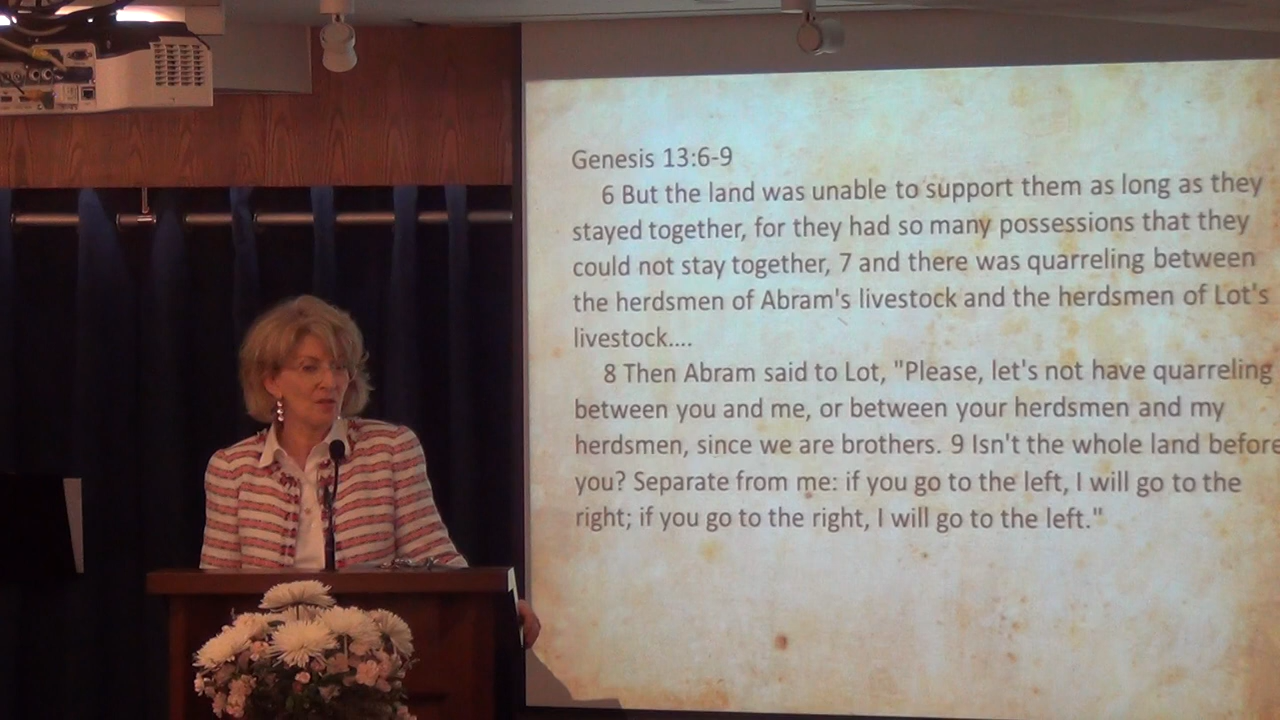 Genesis 13:6-9
6 But the land was unable to support them as long as they
stayed together, for they had so many possessions that they
could not stay together, 7 and there was quarreling between
the herdsmen of Abram's livestock and the herdsmen of Lot's
livestock....
8 Then Abram said to Lot, "Please, let's not have quarreling
between you and me, or between your herdsmen and my
herdsmen, since we are brothers. 9 Isn't the whole land before
you? Separate from me: if you go to the left, I will go to the
right; if you go to the right, I will go to the left."